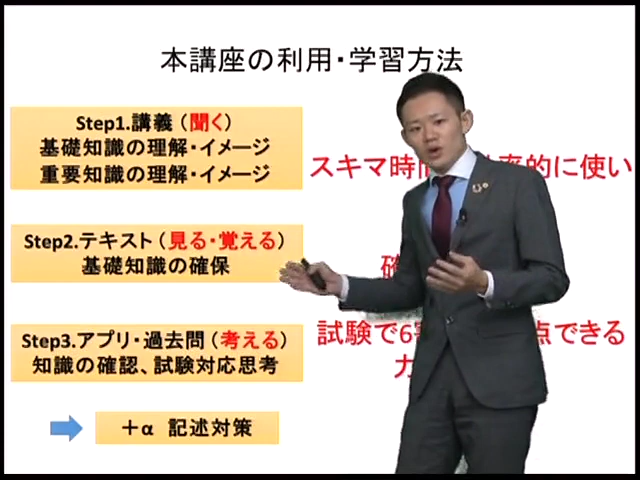 本講座の利用・学習方法
Step1.講義（聞く）
基礎知識の理解・イメージ
重要知識の理解・イメージ
スキマ時間 率的に使い
Step2.テキスト（見る・覚える）
基礎知識の確保
確
Step3.アプリ・過去問（考える）
知識の確認、試験対応思考
試験で6割 点できる
力
＋α 記述対策